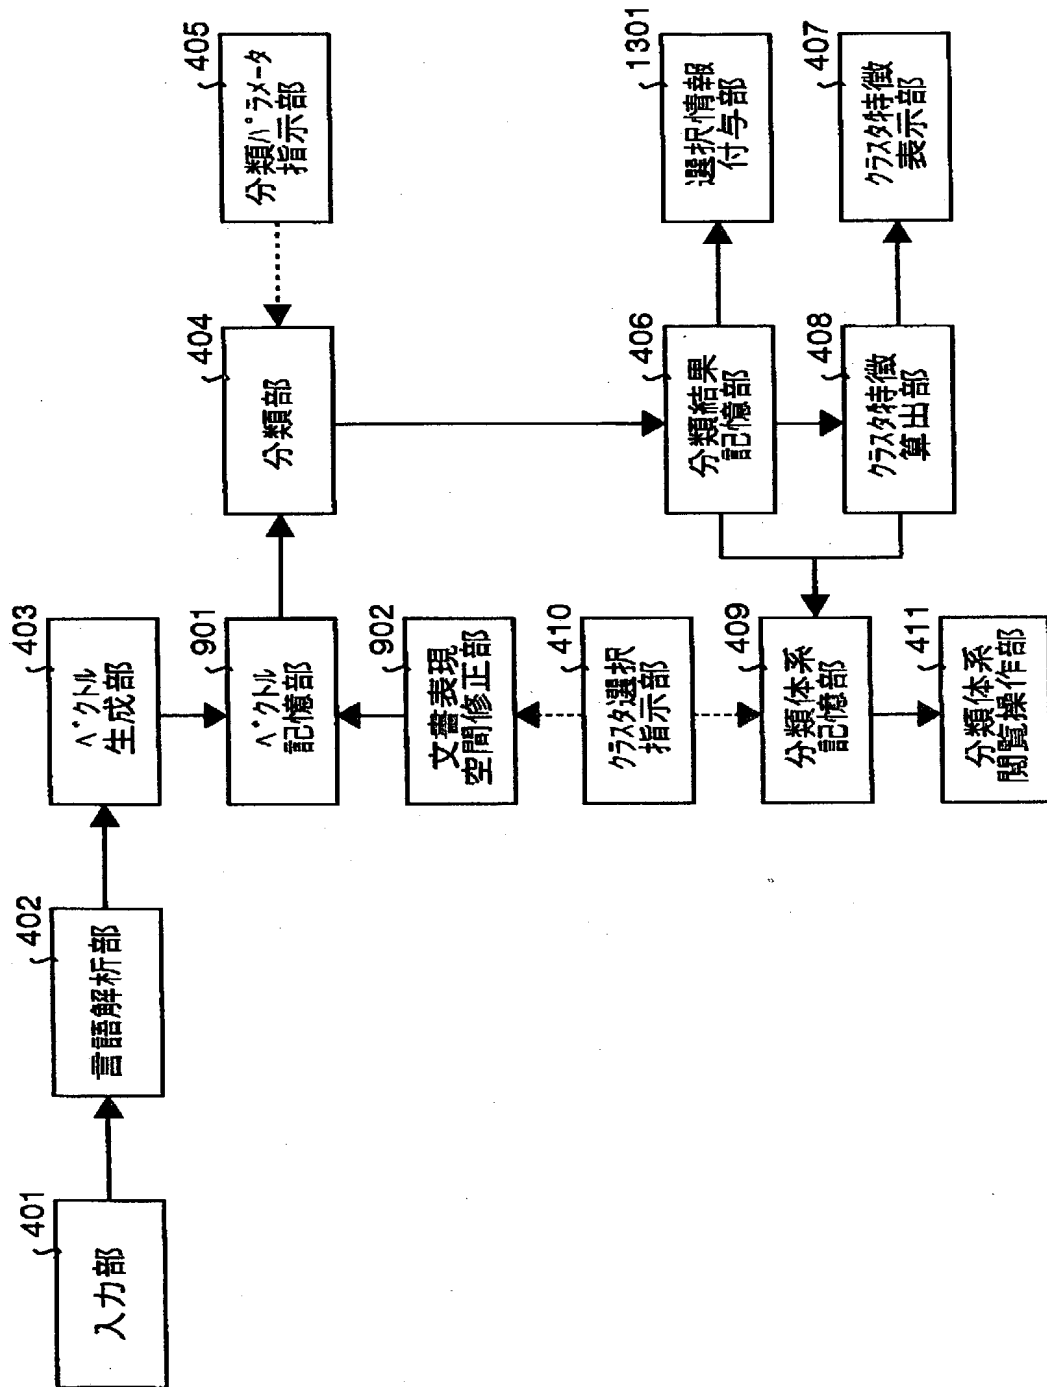 401
入力部
402
言語解析部
403
ベクトル
生成部
901
ベクトル
記憶部
902
文書表現
空間修正部
410
クラスタ選択
指示部
409
分類体系
記憶部
411
分類体系
閲覧操作部
404
分類部
405
分類パラメータ
指示部
406
分類結果
記憶部
408
クラスタ特徴
算出部
1301
選択情報
付与部
407
クラスタ特徴
表示部